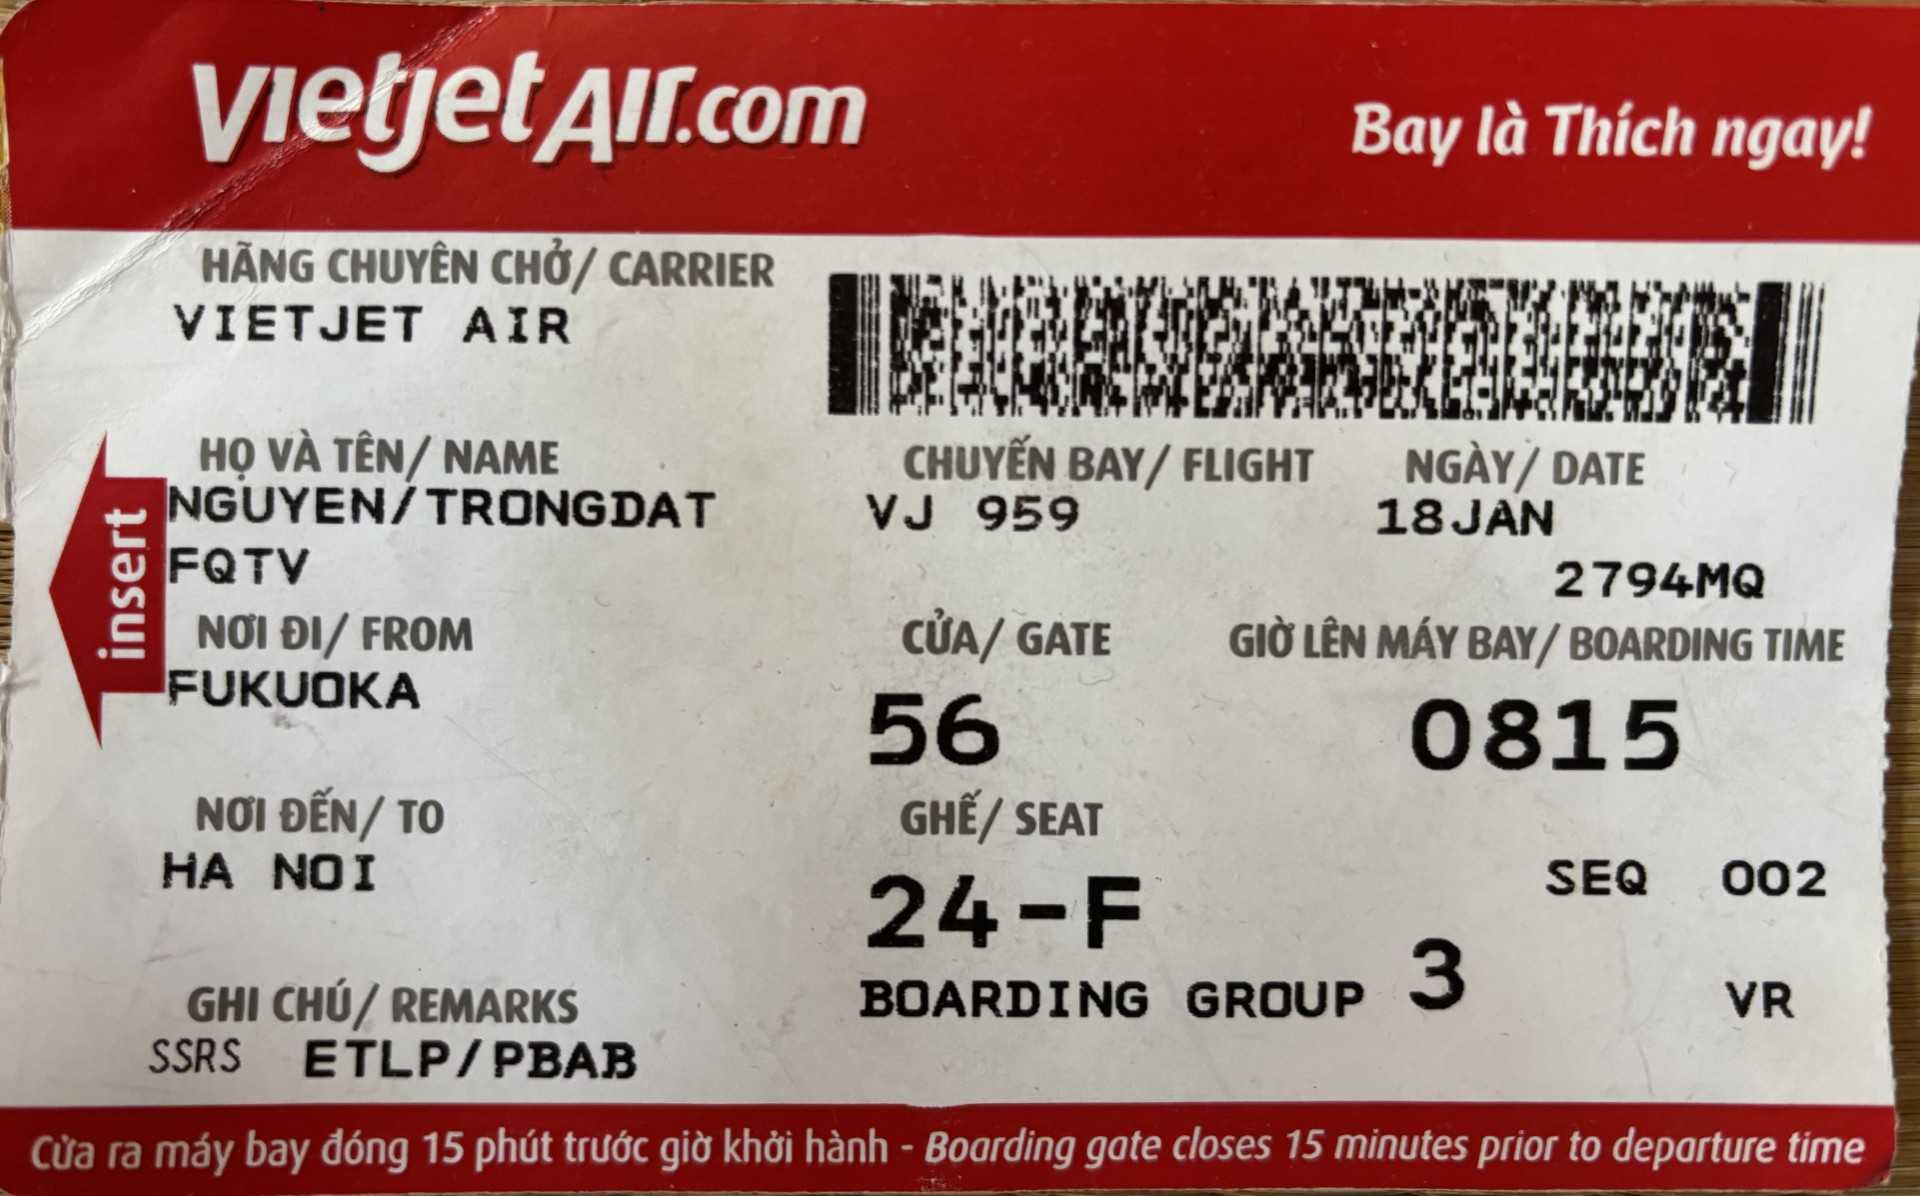 VietjetAir.com
Bay là Thích ngay!
HÃNG CHUYÊN CHỞ/ CARRIER
VIETJET AIR
HỌ VÀ TÊN/ NAME
NGUYEN/TRONGDAT
FQTV
CHUYẾN BAY/ FLIGHT
VJ 959
NGÀY/ DATE
18JAN
2794MQ
insert
NƠI ĐI/ FROM
FUKUOKA
CỬA/ GATE
56
GIỜ LÊN MÁY BAY/ BOARDING TIME
0815
NƠI ĐẾN/ TO
HA NOI
GHẾ/ SEAT
24-F
SEQ 002
BOARDING GROUP 3
VR
GHI CHÚ/ REMARKS
SSRS ETLP/PBAB
Cửa ra máy bay đóng 15 phút trước giờ khởi hành - Boarding gate closes 15 minutes prior to departure time